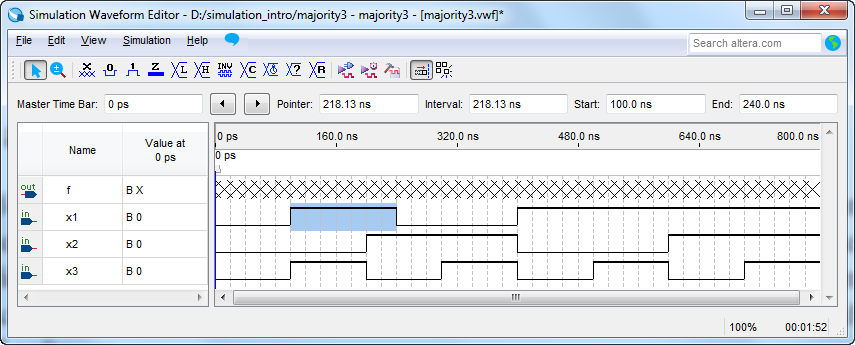 Simulation Waveform Editor - D:/simulation_intro/majority3 - majority3 - [majority3.vwf]*
File Edit View Simulation Help Search altera.com
X 0 1 Z L H INV C ? R
Master Time Bar: 0 ps Pointer: 218.13 ns Interval: 218.13 ns Start: 100.0 ns End: 240.0 ns
Name Value at 0 ps 0 ps 160.0 ns 320.0 ns 480.0 ns 640.0 ns 800.0 ns
0 ps
out f B X
in x1 B 0
in x2 B 0
in x3 B 0
100% 00:01:52